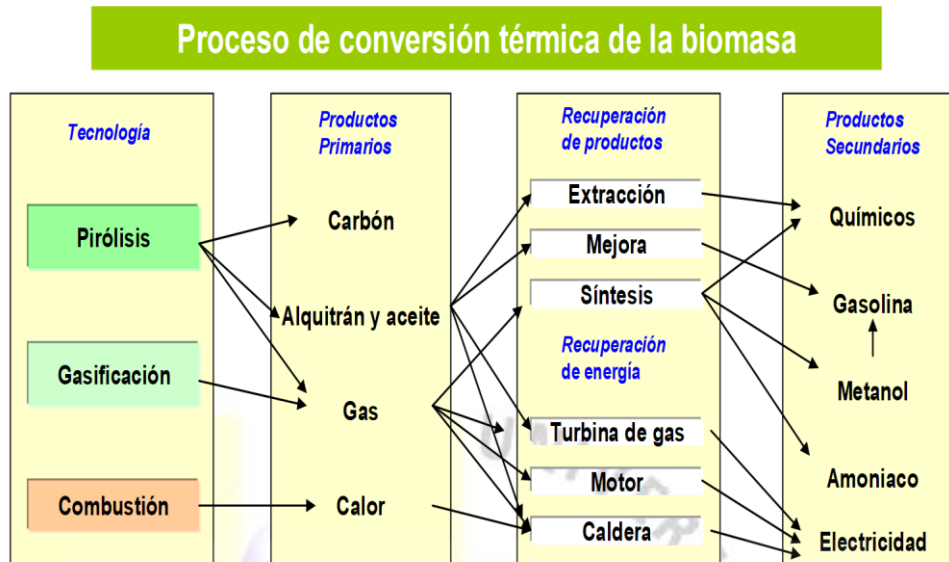 Proceso de conversión térmica de la biomasa
Tecnología
Pirólisis
Gasificación
Combustión
Productos
Primarios
Carbón
Alquitrán y aceite
Gas
Calor
Recuperación
de productos
Extracción
Mejora
Síntesis
Recuperación
de energía
Turbina de gas
Motor
Caldera
Productos
Secundarios
Químicos
Gasolina
Metanol
Amoniaco
Electricidad